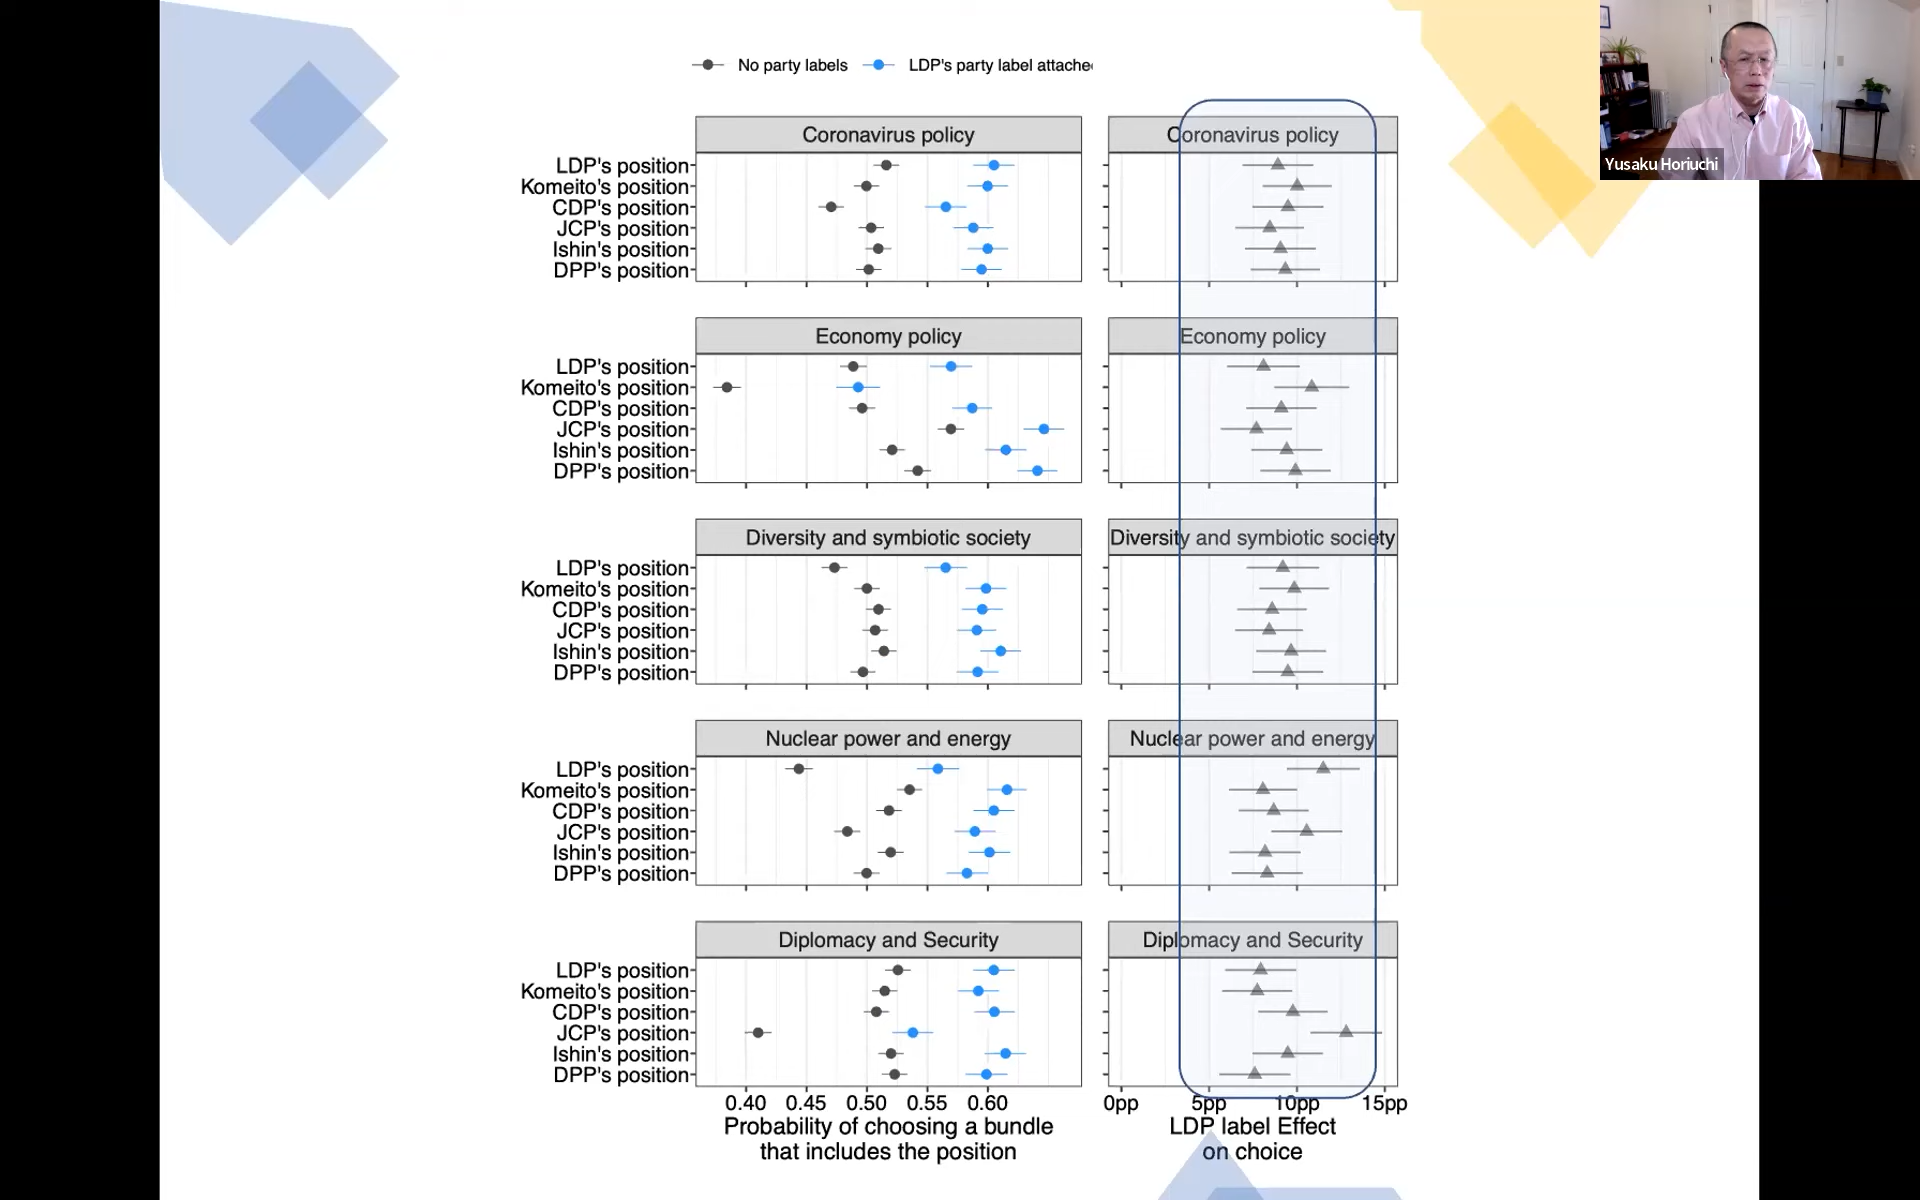 No party labels LDP's party label attache
Coronavirus policy
LDP's position
Komeito's position
CDP's position
JCP's position
Ishin's position
DPP's position
Coronavirus policy
Economy policy
LDP's position
Komeito's position
CDP's position
JCP's position
Ishin's position
DPP's position
Economy policy
Diversity and symbiotic society
LDP's position
Komeito's position
CDP's position
JCP's position
Ishin's position
DPP's position
Diversity and symbiotic society
Nuclear power and energy
LDP's position
Komeito's position
CDP's position
JCP's position
Ishin's position
DPP's position
Nuclear power and energy
Diplomacy and Security
LDP's position
Komeito's position
CDP's position
JCP's position
Ishin's position
DPP's position
Diplomacy and Security
0.40 0.45 0.50 0.55 0.60
Probability of choosing a bundle
that includes the position
0pp 5pp 10pp 15pp
LDP label Effect
on choice
Yusaku Horiuchi